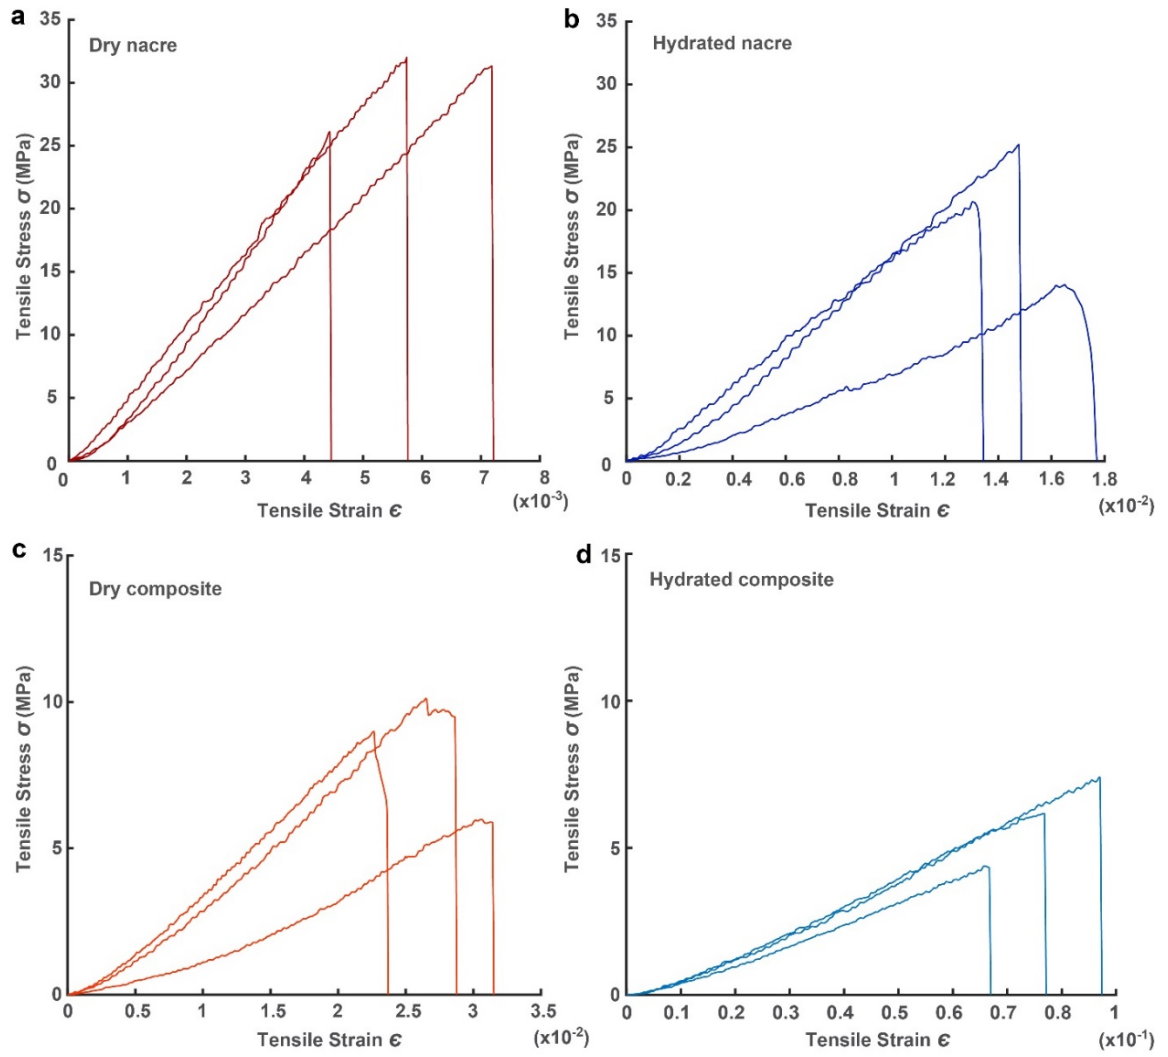 a
Dry nacre
35
30
25
20
15
10
5
0
Tensile Stress σ (MPa)
0 1 2 3 4 5 6 7 8
(x10-3)
Tensile Strain ϵ
b
Hydrated nacre
35
30
25
20
15
10
5
0
Tensile Stress σ (MPa)
0 0.2 0.4 0.6 0.8 1 1.2 1.4 1.6 1.8
(x10-2)
Tensile Strain ϵ
c
Dry composite
15
10
5
0
Tensile Stress σ (MPa)
0 0.5 1 1.5 2 2.5 3 3.5
Tensile Strain ϵ
(x10-2)
d
Hydrated composite
15
10
5
0
Tensile Stress σ (MPa)
0 0.1 0.2 0.3 0.4 0.5 0.6 0.7 0.8 0.9 1
Tensile Strain ϵ
(x10-1)